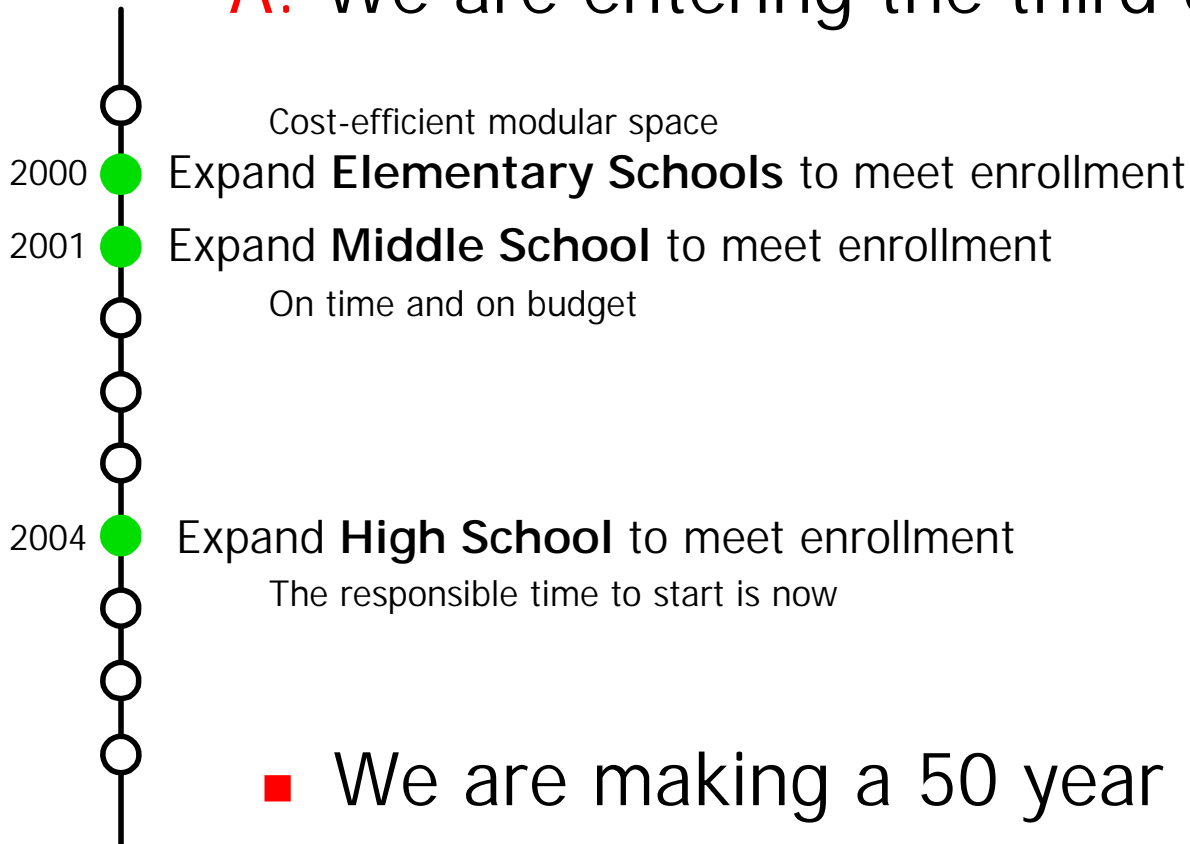 A: We are entering the third
Cost-efficient modular space
2000 Expand Elementary Schools to meet enrollment
2001 Expand Middle School to meet enrollment
On time and on budget
2004 Expand High School to meet enrollment
The responsible time to start is now
We are making a 50 year